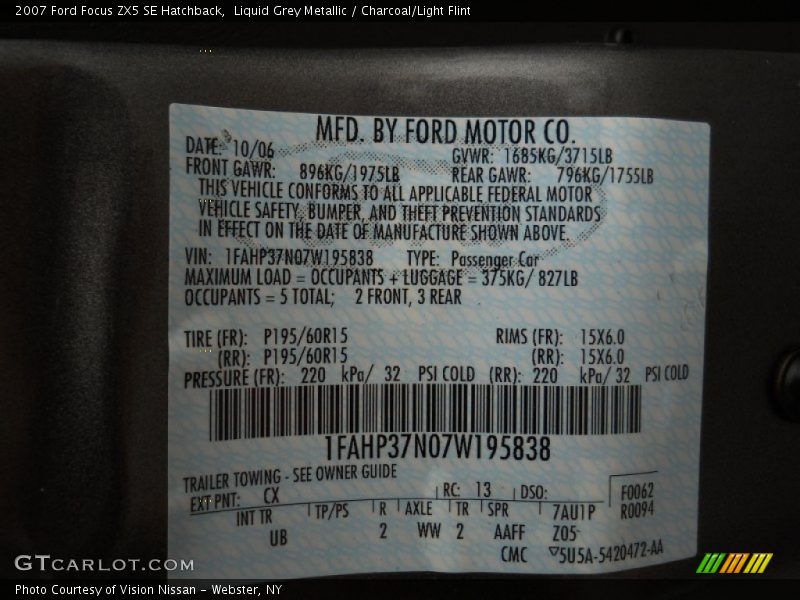 2007 Ford Focus ZX5 SE Hatchback,  Liquid Grey Metallic / Charcoal/Light Flint
MFD. BY FORD MOTOR CO.
DATE: 10/06 GVWR: 1685KG/3715LB
FRONT GAWR: 896KG/1975LB REAR GAWR: 796KG/1755LB
THIS VEHICLE CONFORMS TO ALL APPLICABLE FEDERAL MOTOR
VEHICLE SAFETY, BUMPER, AND THEFT PREVENTION STANDARDS
IN EFFECT ON THE DATE OF MANUFACTURE SHOWN ABOVE.
VIN: 1FAHP37N07W195838 TYPE: Passenger Car
MAXIMUM LOAD = OCCUPANTS + LUGGAGE = 375KG/ 827LB
OCCUPANTS = 5 TOTAL; 2 FRONT, 3 REAR
TIRE (FR): P195/60R15 RIMS (FR): 15X6.0
(RR): P195/60R15 (RR): 15X6.0
PRESSURE (FR): 220 kPa/ 32 PSI COLD (RR): 220 kPa/ 32 PSI COLD
1FAHP37N07W195838
TRAILER TOWING - SEE OWNER GUIDE
EXT PNT: CX RC: 13 DSO: F0062
INT TR TP/PS R AXLE TR SPR 7AU1P R0094
UB 2 WW 2 AAFF Z05
CMC 5U5A-5420472-AA
GTCARLOT.COM
Photo Courtesy of Vision Nissan - Webster, NY